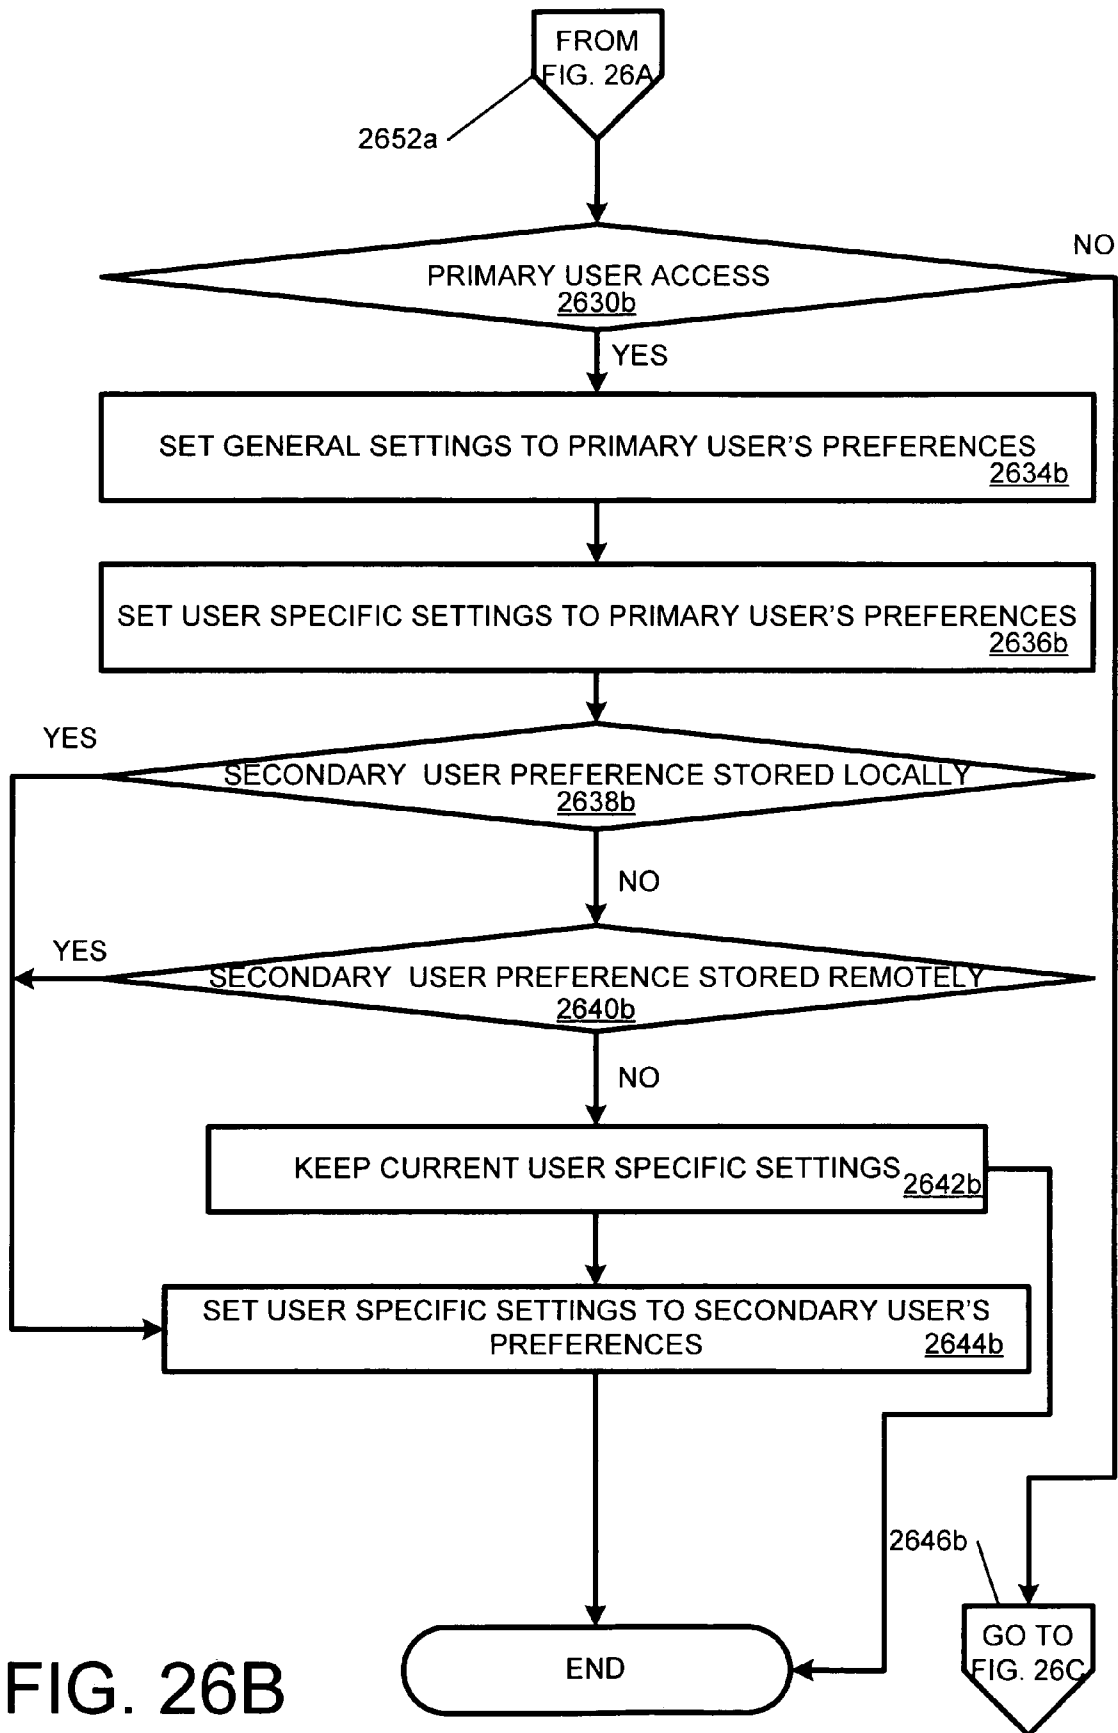 FROM
FIG. 26A
2652a
NO
PRIMARY USER ACCESS
2630b
YES
SET GENERAL SETTINGS TO PRIMARY USER'S PREFERENCES
2634b
SET USER SPECIFIC SETTINGS TO PRIMARY USER'S PREFERENCES
2636b
YES
SECONDARY USER PREFERENCE STORED LOCALLY
2638b
NO
YES
SECONDARY USER PREFERENCE STORED REMOTELY
2640b
NO
KEEP CURRENT USER SPECIFIC SETTINGS
2642b
SET USER SPECIFIC SETTINGS TO SECONDARY USER'S
PREFERENCES
2644b
2646b
GO TO
FIG. 26C
END
FIG. 26B